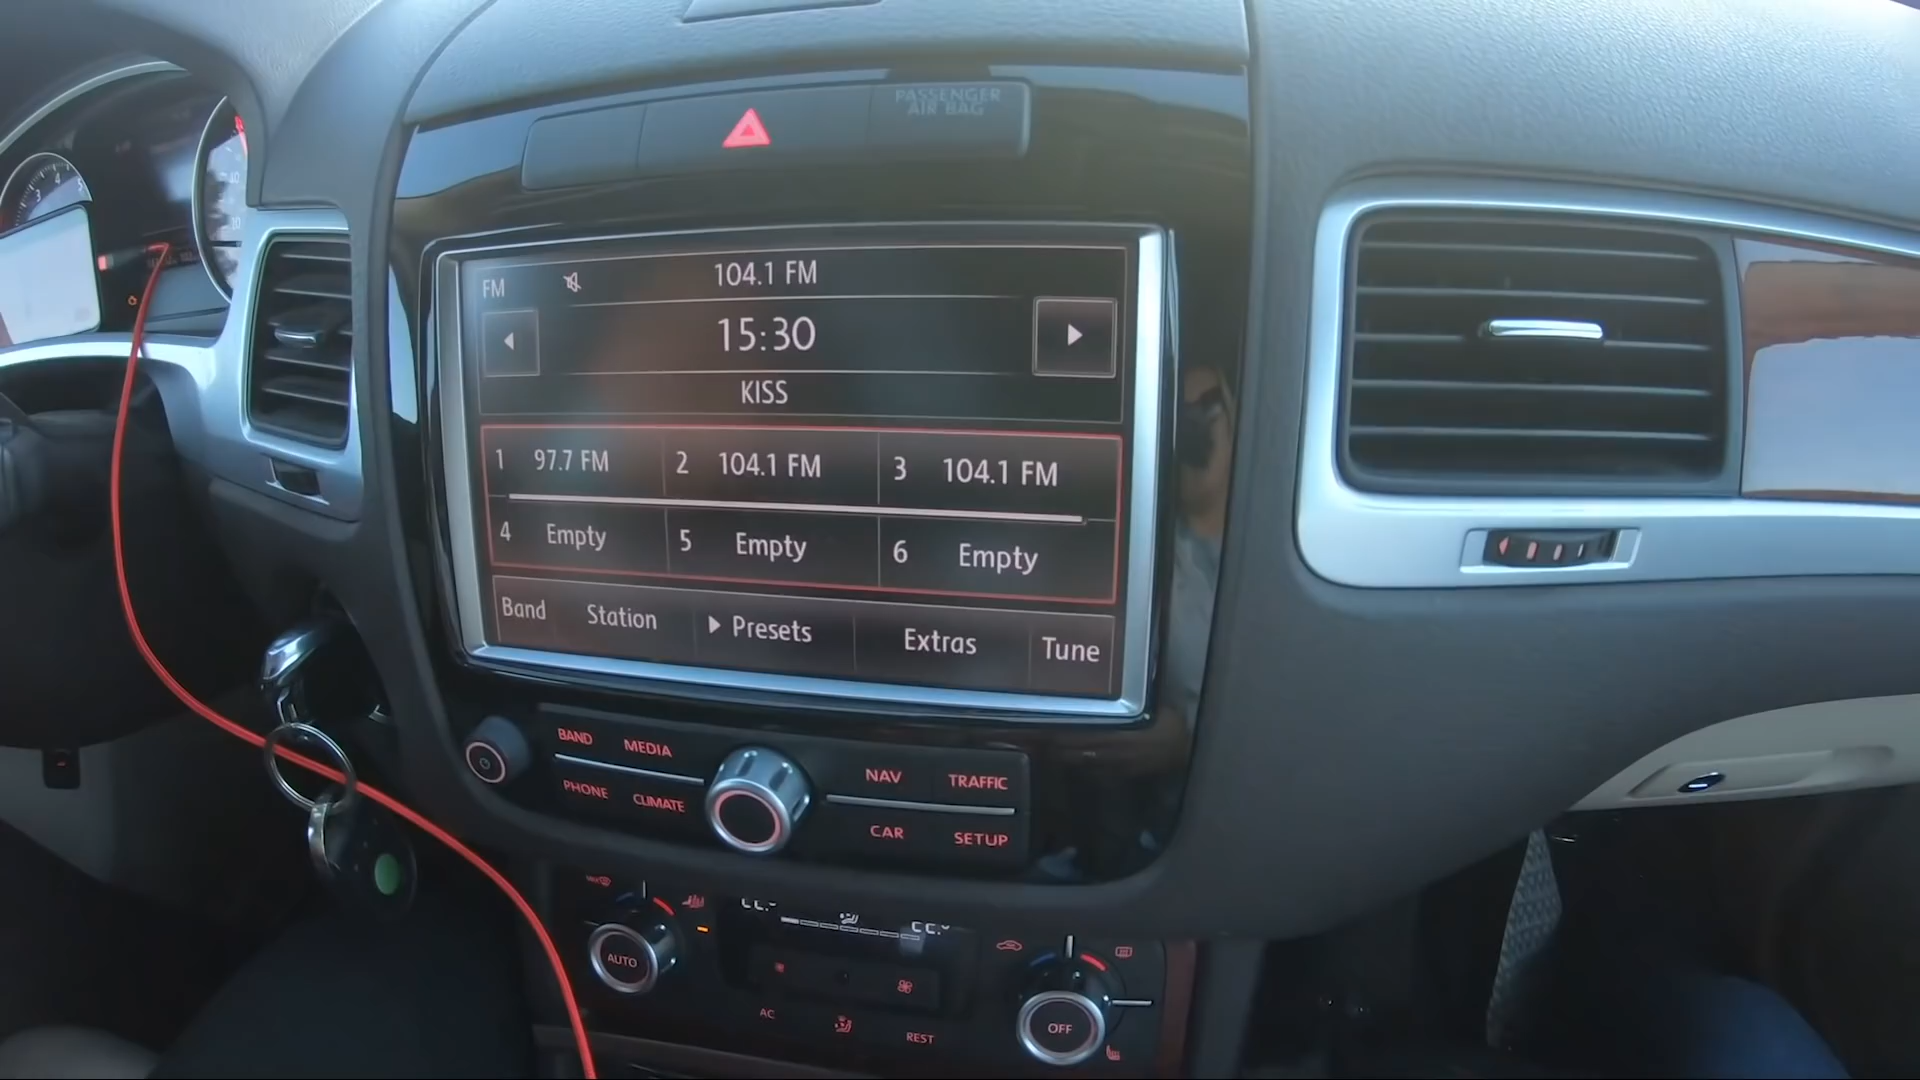 PASSENGER
AIR BAG
FM 104.1 FM
15:30
KISS
1 97.7 FM 2 104.1 FM 3 104.1 FM
4 Empty 5 Empty 6 Empty
Band Station Presets Extras Tune
BAND MEDIA NAV TRAFFIC
PHONE CLIMATE CAR SETUP
AUTO OFF
AC REST